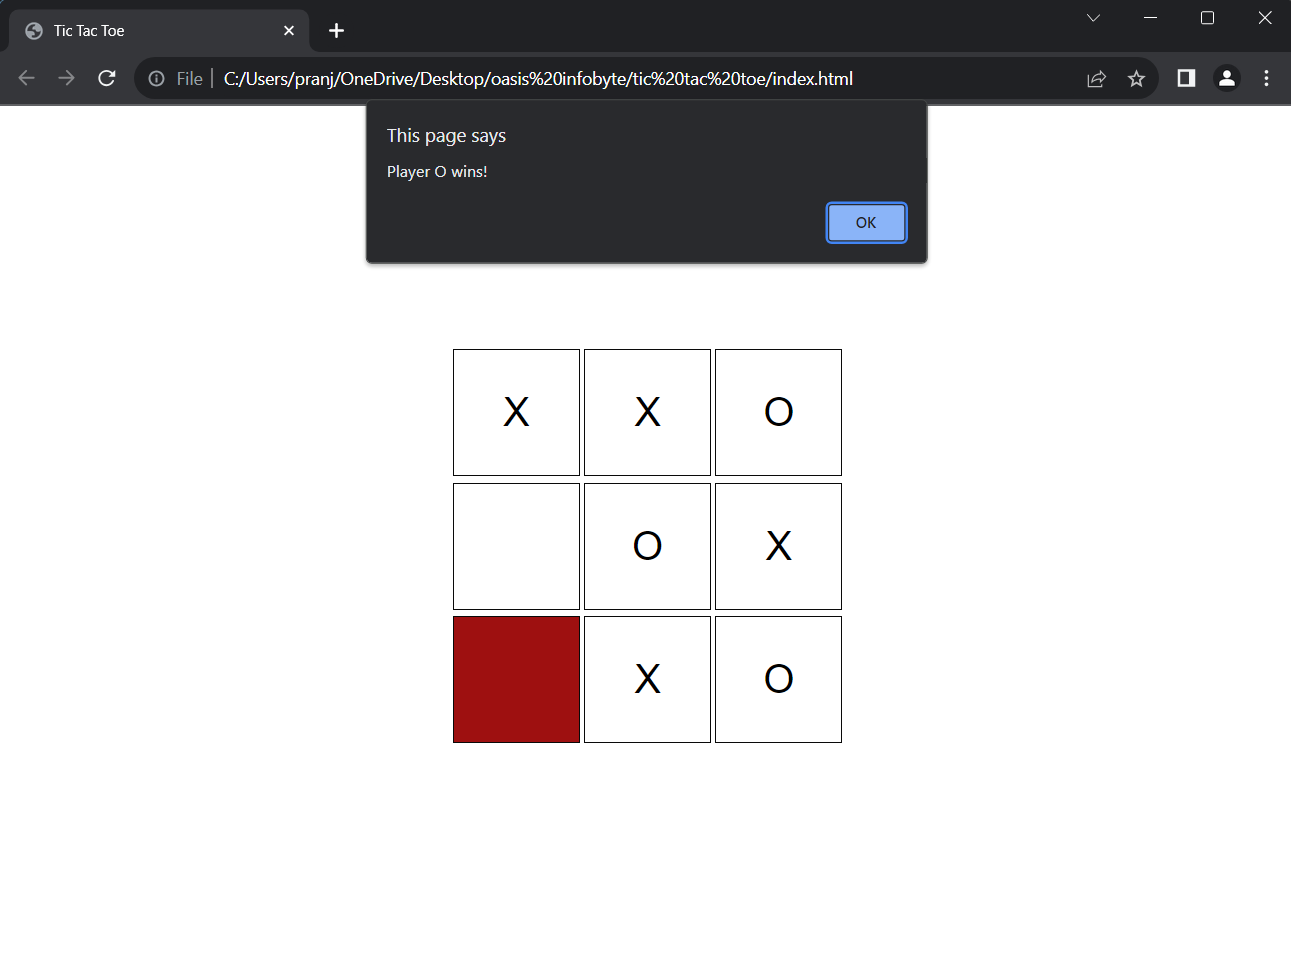 Tic Tac Toe
File C:/Users/pranj/OneDrive/Desktop/oasis%20infobyte/tic%20tac%20toe/index.html
This page says
Player O wins!
OK
X X O
O X
X O